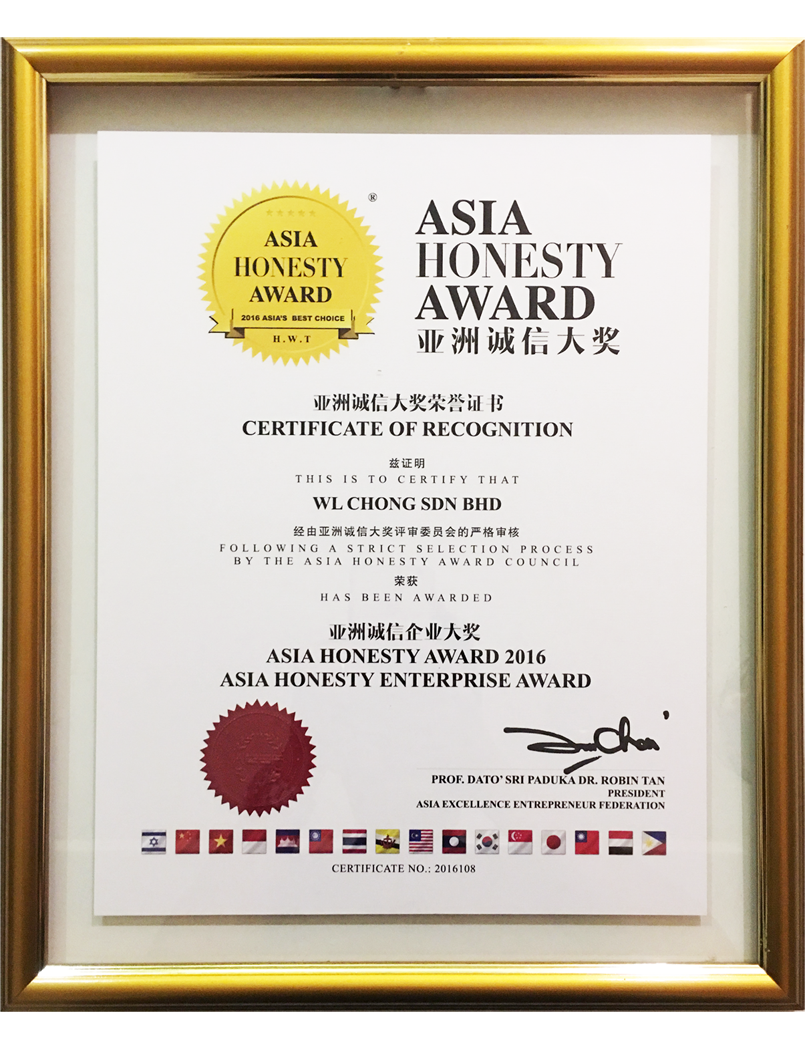 ®
ASIA
HONESTY
AWARD
2016 ASIA'S BEST CHOICE
H.W.T
ASIA
HONESTY
AWARD
亚洲诚信大奖
亚洲诚信大奖荣誉证书
CERTIFICATE OF RECOGNITION
兹证明
THIS IS TO CERTIFY THAT
WL CHONG SDN BHD
经由亚洲诚信大奖评审委员会的严格审核
FOLLOWING A STRICT SELECTION PROCESS
BY THE ASIA HONESTY AWARD COUNCIL
荣获
HAS BEEN AWARDED
亚洲诚信企业大奖
ASIA HONESTY AWARD 2016
ASIA HONESTY ENTERPRISE AWARD
PROF. DATO' SRI PADUKA DR. ROBIN TAN
PRESIDENT
ASIA EXCELLENCE ENTREPRENEUR FEDERATION
CERTIFICATE NO.: 2016108